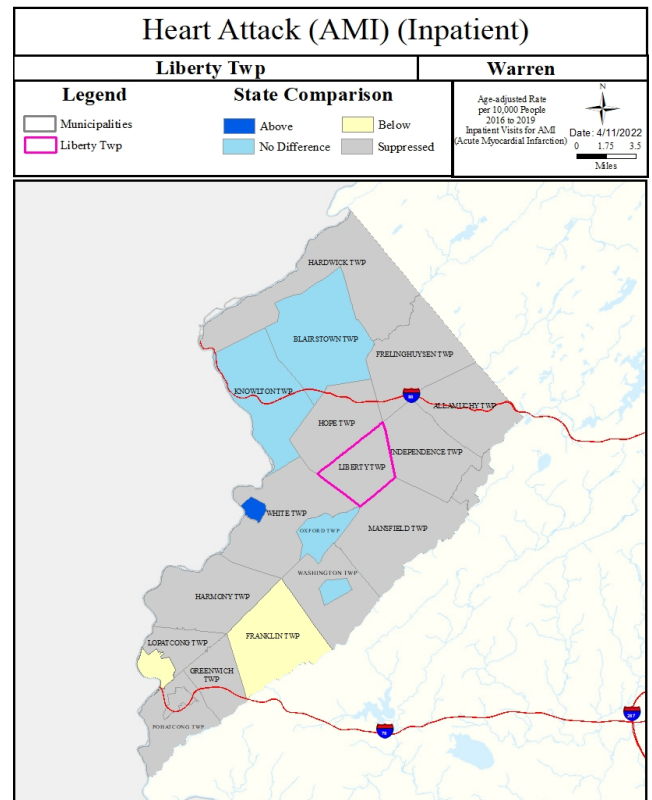 Heart Attack (AMI) (Inpatient)
Liberty Twp
Warren
Legend
Municipalities
Liberty Twp
State Comparison
Above
Below
No Difference
Suppressed
Age-adjusted Rate
per 10,000 People
2016 to 2019
Inpatient Visits for AMI
(Acute Myocardial Infarction)
N
Date: 4/11/2022
0 1.75 3.5
Miles
HARDWICK TWP
BLAIRSTOWN TWP
FRELINGHUYSEN TWP
KNOWLTON TWP
80
ALLAMUCHY TWP
HOPE TWP
INDEPENDENCE TWP
LIBERTY TWP
WHITE TWP
OXFORD TWP
MANSFIELD TWP
WASHINGTON TWP
HARMONY TWP
FRANKLIN TWP
LOPATCONG TWP
GREENWICH
TWP
POHATCONG TWP
78
287